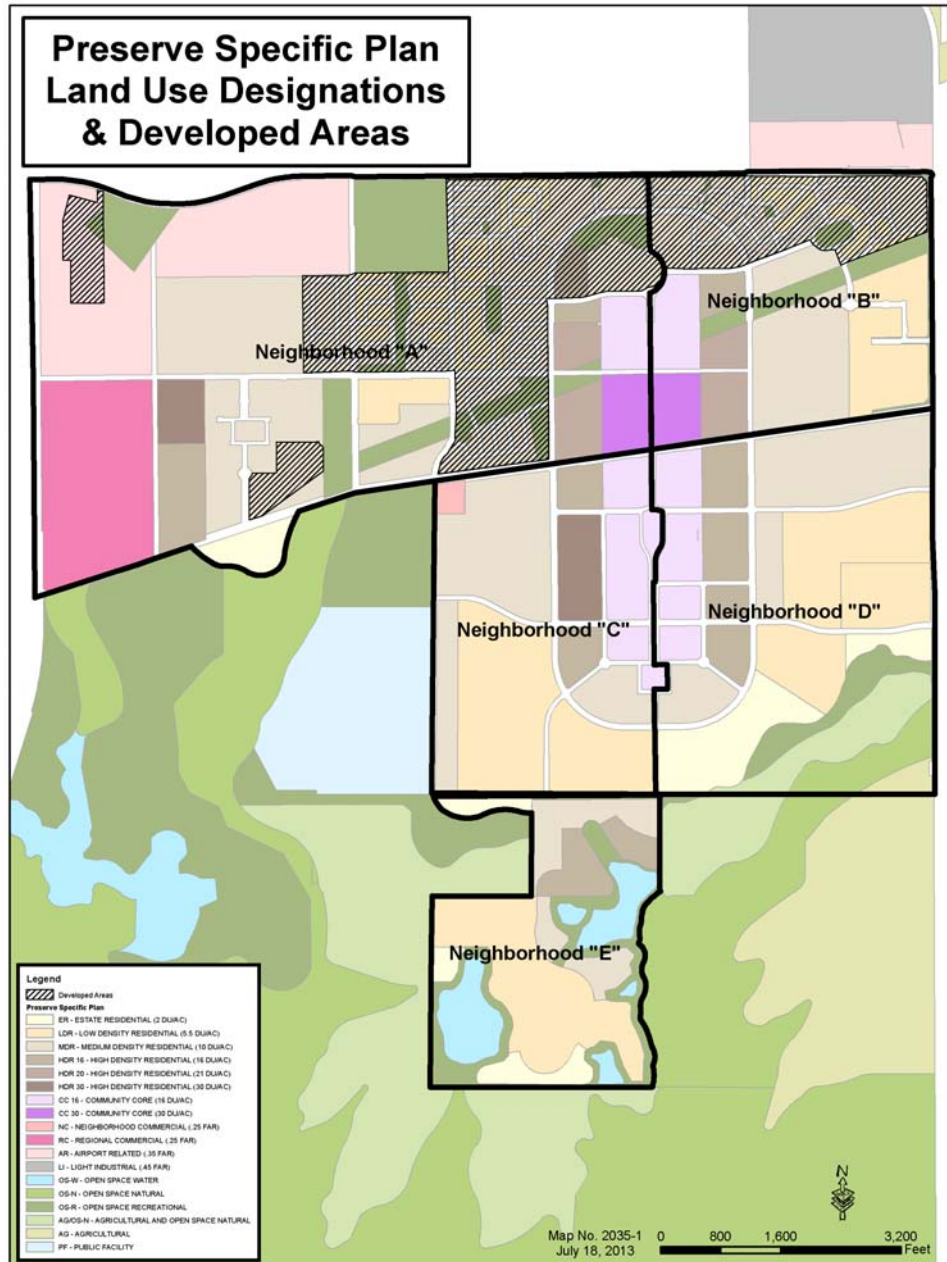 Preserve Specific Plan
Land Use Designations
& Developed Areas
Neighborhood "B"
Neighborhood "A"
Neighborhood "D"
Neighborhood "C"
Neighborhood "E"
Legend
Developed Areas
Preserve Specific Plan
ER - ESTATE RESIDENTIAL (2 DU/AC)
LDR - LOW DENSITY RESIDENTIAL (5.5 DU/AC)
MDR - MEDIUM DENSITY RESIDENTIAL (10 DU/AC)
HDR 16 - HIGH DENSITY RESIDENTIAL (16 DU/AC)
HDR 20 - HIGH DENSITY RESIDENTIAL (21 DU/AC)
HDR 30 - HIGH DENSITY RESIDENTIAL (30 DU/AC)
CC 16 - COMMUNITY CORE (16 DU/AC)
CC 30 - COMMUNITY CORE (30 DU/AC)
NC - NEIGHBORHOOD COMMERCIAL (.25 FAR)
RC - REGIONAL COMMERCIAL (.25 FAR)
AR - AIRPORT RELATED (.35 FAR)
LI - LIGHT INDUSTRIAL (.45 FAR)
OS-W - OPEN SPACE WATER
OS-N - OPEN SPACE NATURAL
OS-R - OPEN SPACE RECREATIONAL
AG/OS-N - AGRICULTURAL AND OPEN SPACE NATURAL
AG - AGRICULTURAL
PF - PUBLIC FACILITY
N
Map No. 2035-1
July 18, 2013
0 800 1,600 3,200
Feet